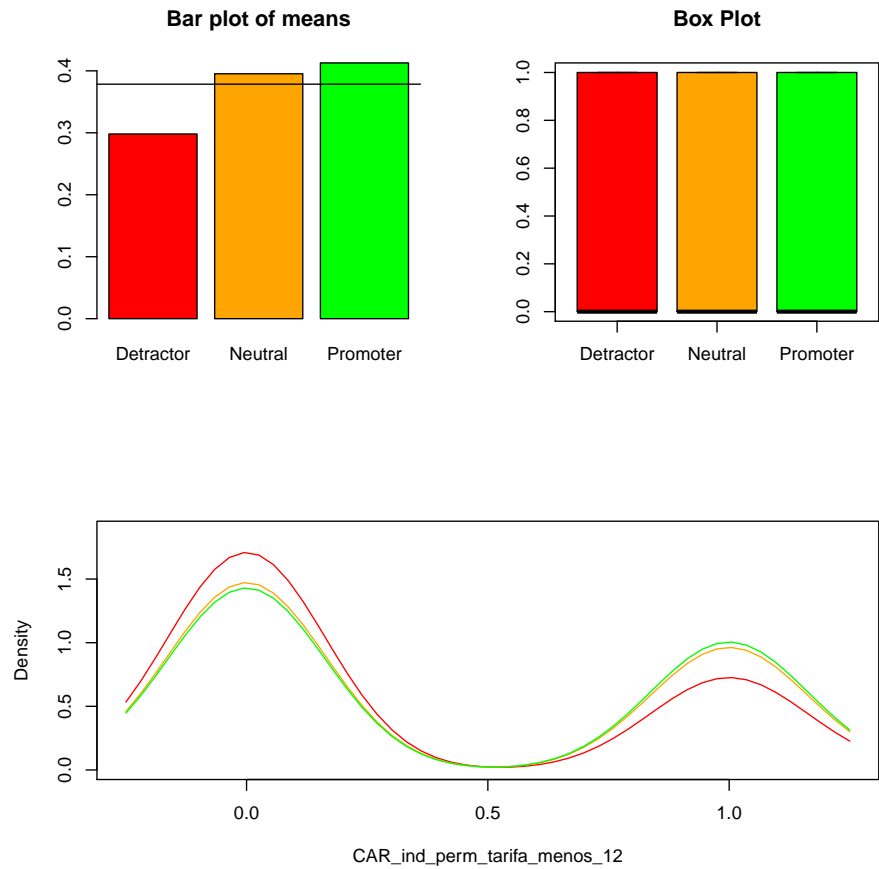 Bar plot of means
0.4
0.3
0.2
0.1
0.0
Detractor Neutral Promoter
Box Plot
1.0
0.8
0.6
0.4
0.2
0.0
Detractor Neutral Promoter
Density
1.5
1.0
0.5
0.0
0.0 0.5 1.0
CAR_ind_perm_tarifa_menos_12